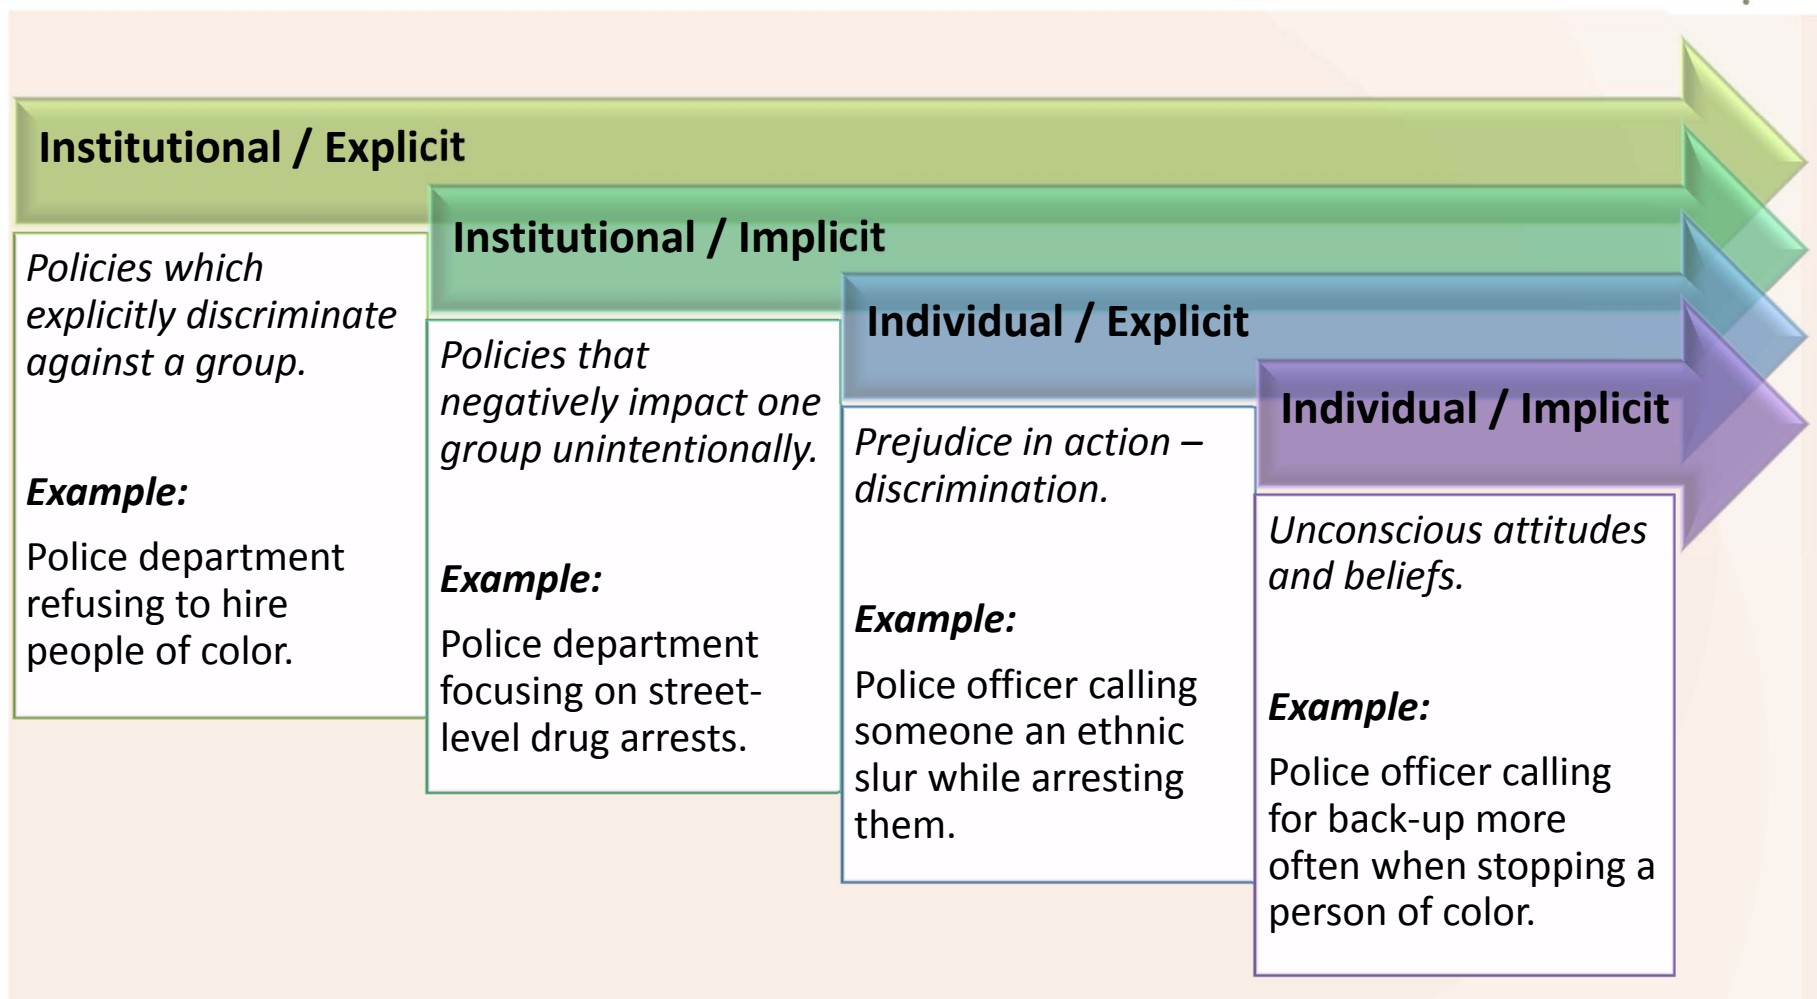 Institutional / Explicit
Policies which
explicitly discriminate
against a group.
Example:
Police department
refusing to hire
people of color.
Institutional / Implicit
Policies that
negatively impact one
group unintentionally.
Example:
Police department
focusing on street-
level drug arrests.
Individual / Explicit
Prejudice in action –
discrimination.
Example:
Police officer calling
someone an ethnic
slur while arresting
them.
Individual / Implicit
Unconscious attitudes
and beliefs.
Example:
Police officer calling
for back-up more
often when stopping a
person of color.